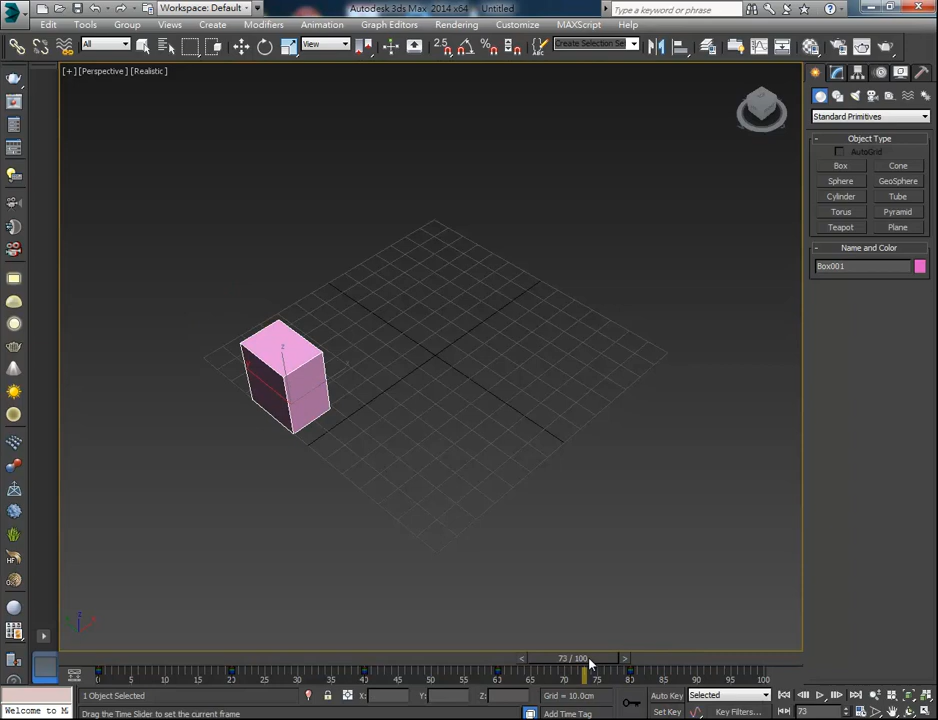 Workspace: Default
Autodesk 3ds Max 2014 x64
Untitled
Type a keyword or phrase
Edit Tools Group Views Create Modifiers Animation Graph Editors Rendering Customize MAXScript Help
All
View
2.5
Create Selection Se
[+] [Perspective] [Realistic]
Standard Primitives
- Object Type
AutoGrid
Box Cone
Sphere GeoSphere
Cylinder Tube
Torus Pyramid
Teapot Plane
- Name and Color
Box001
z
z
< 73 / 100 >
0 5 10 15 20 25 30 35 40 45 50 55 60 65 70 75 80 85 90 95 100
1 Object Selected X: Y: Z: Grid = 10.0cm Auto Key Selected
Welcome to M Drag the Time Slider to set the current frame Add Time Tag Set Key Key Filters... 73